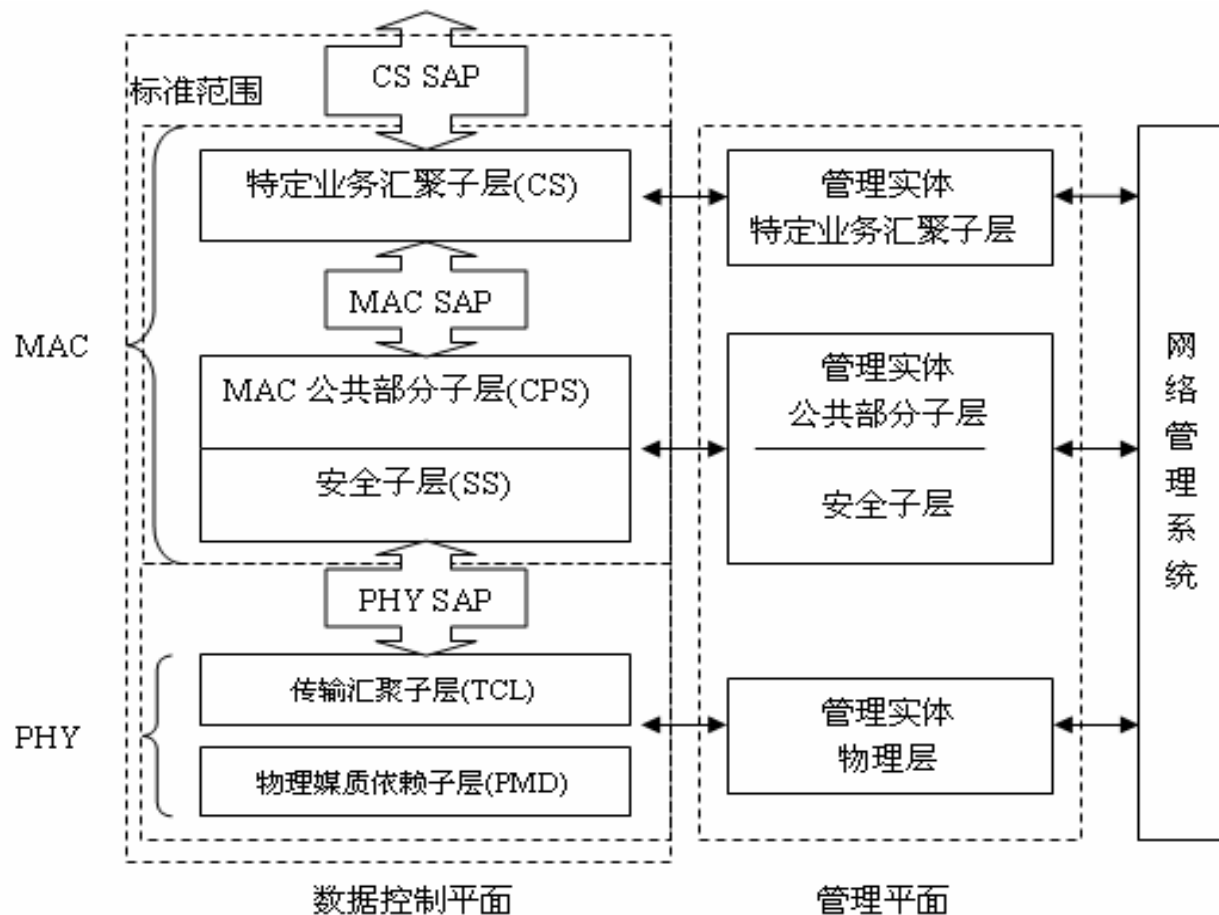 CS SAP
标准范围
特定业务汇聚子层(CS)
管理实体
特定业务汇聚子层
MAC SAP
MAC
MAC 公共部分子层(CPS)
安全子层(SS)
管理实体
公共部分子层
安全子层
网
络
管
理
系
统
PHY SAP
PHY
传输汇聚子层(TCL)
物理媒质依赖子层(PMD)
管理实体
物理层
数据控制平面
管理平面